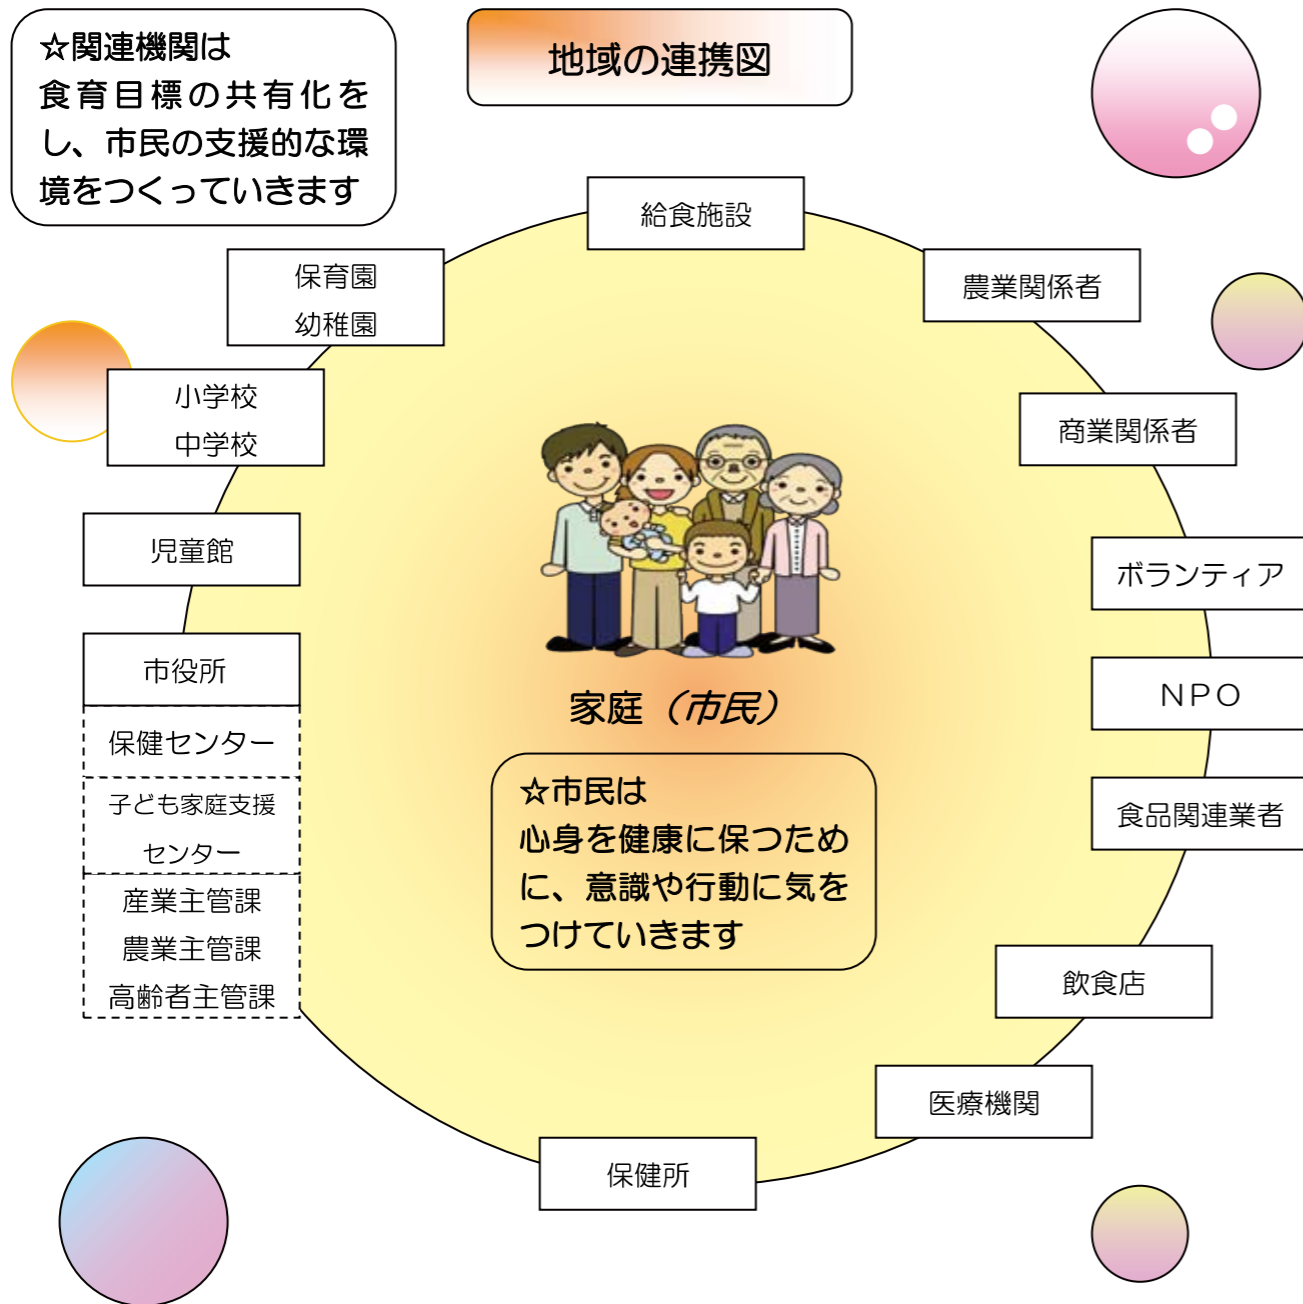 ☆関連機関は
食育目標の共有化を
し、市民の支援的な環
境をつくっていきます
地域の連携図
給食施設
保育園
幼稚園
農業関係者
小学校
中学校
商業関係者
児童館
ボランティア
市役所
NPO
保健センター
子ども家庭支援
センター
食品関連業者
産業主管課
農業主管課
高齢者主管課
家庭（市民）
☆市民は
心身を健康に保つため
に、意識や行動に気を
つけていきます
飲食店
医療機関
保健所